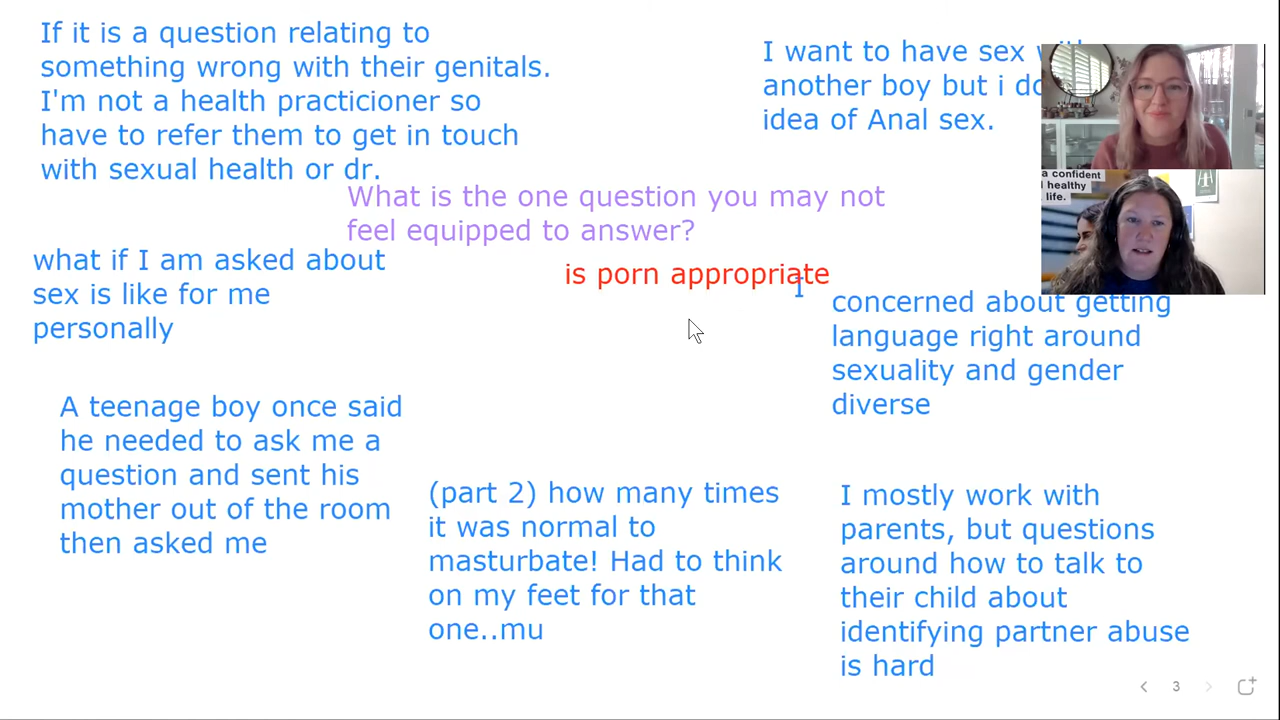 If it is a question relating to
something wrong with their genitals.
I'm not a health practicioner so
have to refer them to get in touch
with sexual health or dr.
I want to have sex
another boy but i
idea of Anal sex.
a confident
healthy
life.
What is the one question you may not
feel equipped to answer?
what if I am asked about
sex is like for me
personally
is porn appropriate
I
concerned about getting
language right around
sexuality and gender
diverse
A teenage boy once said
he needed to ask me a
question and sent his
mother out of the room
then asked me
(part 2) how many times
it was normal to
masturbate! Had to think
on my feet for that
one..mu
I mostly work with
parents, but questions
around how to talk to
their child about
identifying partner abuse
is hard
3